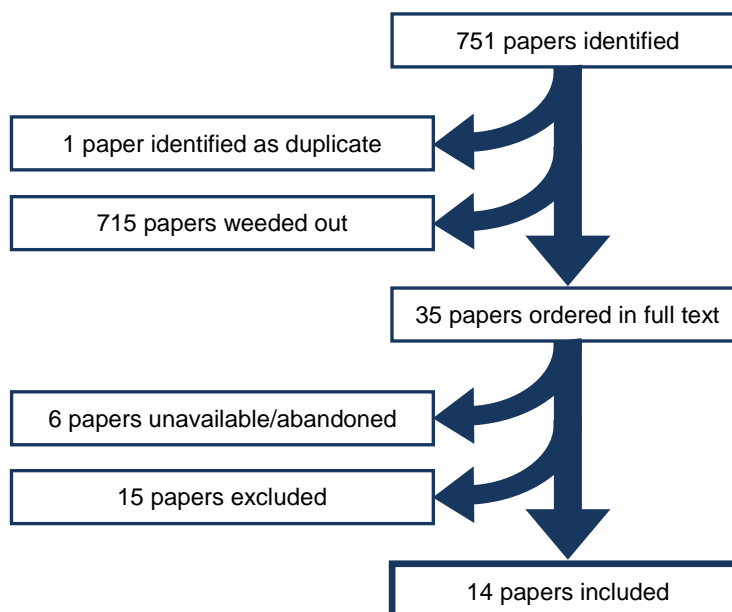 751 papers identified
1 paper identified as duplicate
715 papers weeded out
35 papers ordered in full text
6 papers unavailable/abandoned
15 papers excluded
14 papers included